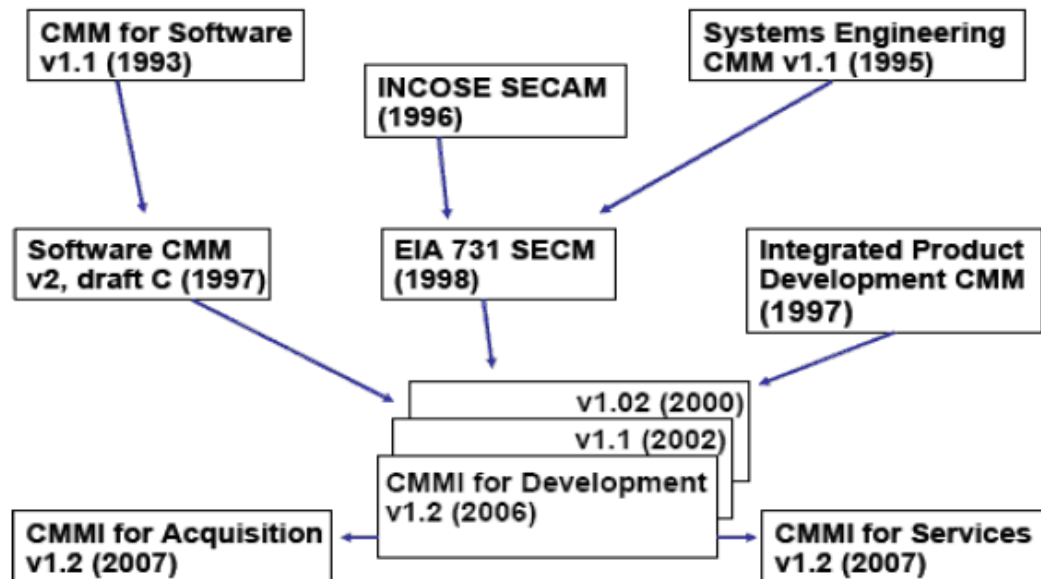 CMM for Software
v1.1 (1993)
Systems Engineering
CMM v1.1 (1995)
INCOSE SECAM
(1996)
Software CMM
v2, draft C (1997)
EIA 731 SECM
(1998)
Integrated Product
Development CMM
(1997)
v1.02 (2000)
v1.1 (2002)
CMMI for Development
v1.2 (2006)
CMMI for Acquisition
v1.2 (2007)
CMMI for Services
v1.2 (2007)